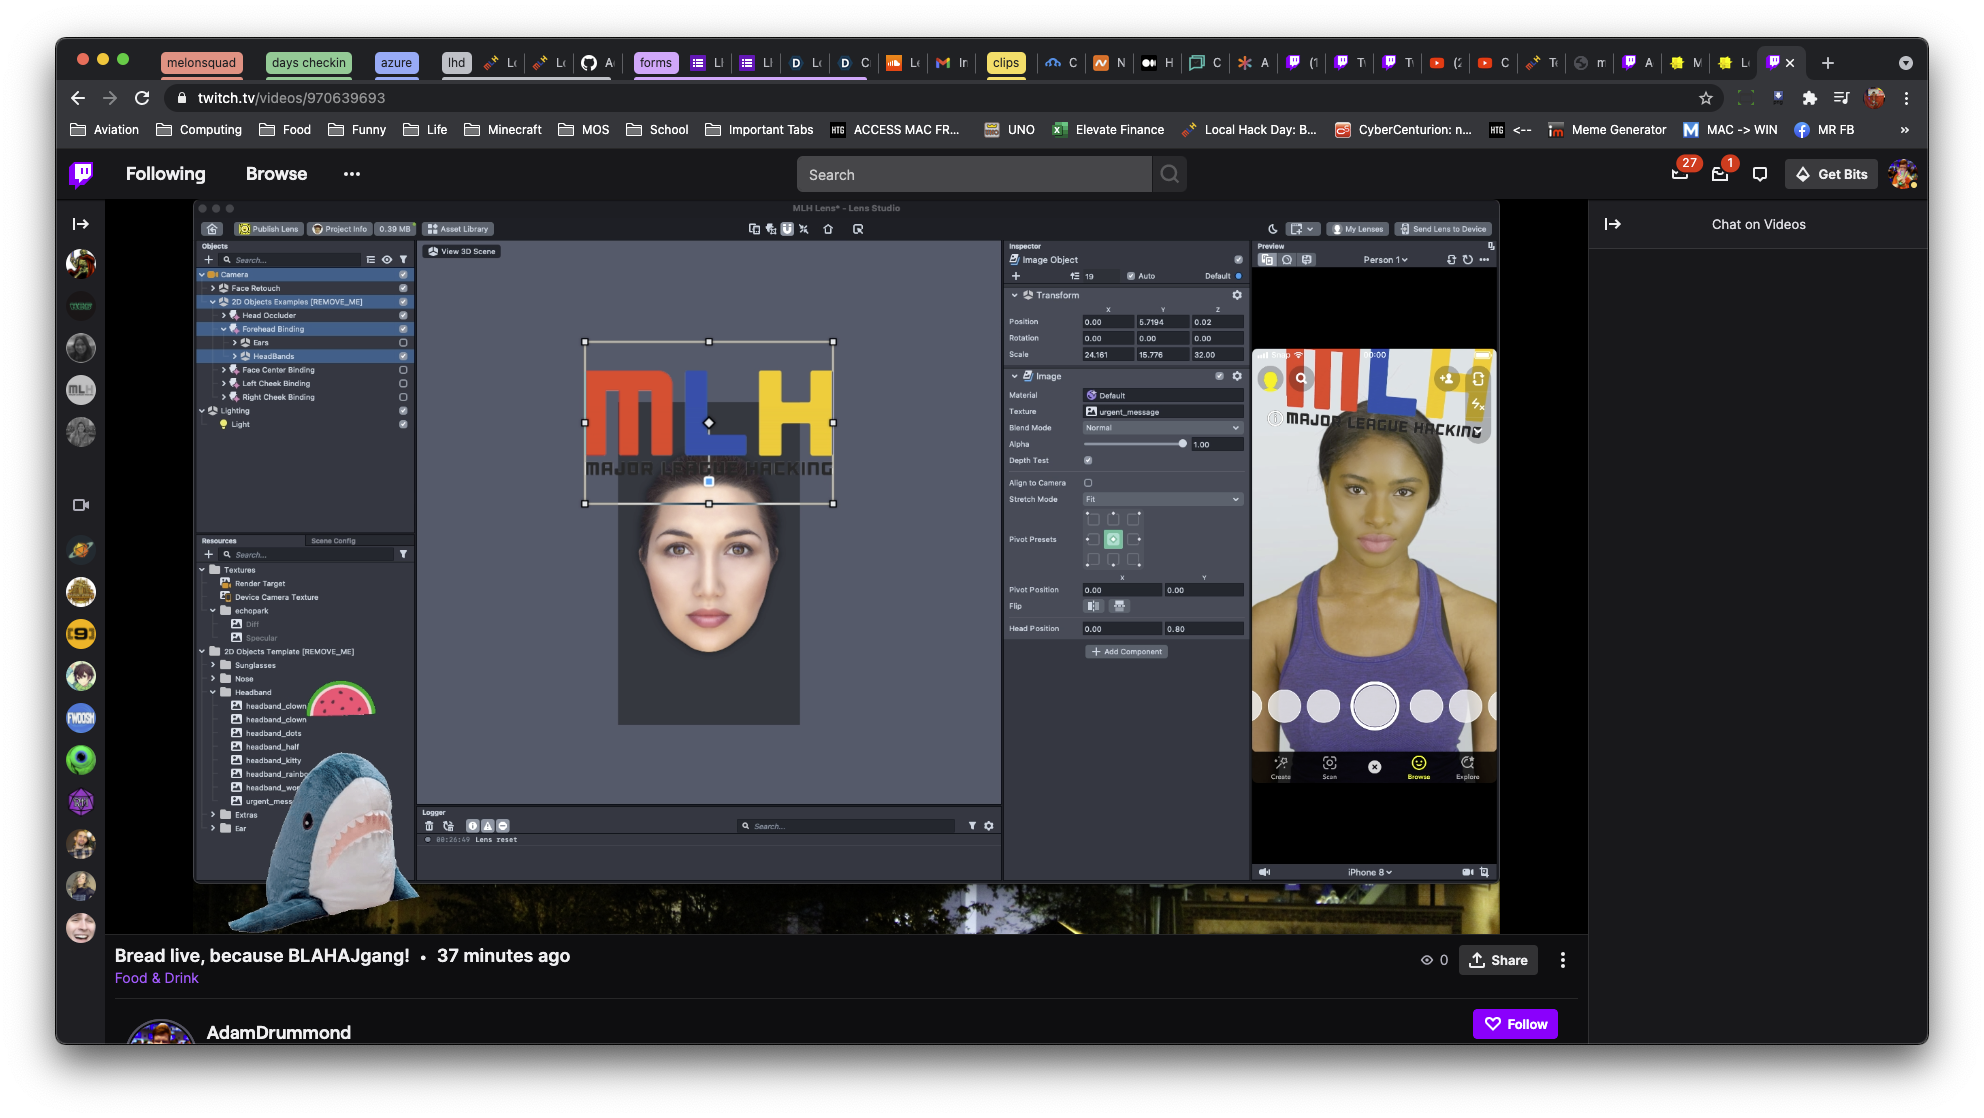 melonsquad
days checkin
azure
lhd
forms
clips
twitch.tv/videos/970639693
Aviation
Computing
Food
Funny
Life
Minecraft
MOS
School
Important Tabs
ACCESS MAC FR...
UNO
Elevate Finance
Local Hack Day: B...
CyberCenturion: n...
<--
Meme Generator
MAC -> WIN
MR FB
»
Following
Browse
Search
27
1
Get Bits
MLH Lens* - Lens Studio
Publish Lens
Project Info
0.39 MB
Asset Library
My Lenses
Send Lens to Device
Objects
Search...
Camera
Face Retouch
2D Objects Examples [REMOVE_ME]
Head Occluder
Forehead Binding
Ears
HeadBands
Face Center Binding
Left Cheek Binding
Right Cheek Binding
Lighting
Light
Resources
Scene Config
Search...
Textures
Render Target
Device Camera Texture
echopark
Diff
Specular
2D Objects Template [REMOVE_ME]
Sunglasses
Nose
Headband
headband_clown
headband_clown
headband_dots
headband_half
headband_kitty
headband_rainbo
headband_wo
urgent_mess
Extras
Ear
View 3D Scene
MLH
MAJOR LEAGUE HACKING
Logger
Search...
00:26:49 Lens reset
Inspector
Image Object
19
Auto
Default
Transform
X Y Z
Position 0.00 5.7194 0.02
Rotation 0.00 0.00 0.00
Scale 24.161 15.776 32.00
Image
Material Default
Texture urgent_message
Blend Mode Normal
Alpha 1.00
Depth Test
Align to Camera
Stretch Mode Fit
Pivot Presets
X Y
Pivot Position 0.00 0.00
Flip
Head Position 0.00 0.80
+ Add Component
Preview
Person 1
Snap
00:00
MLH
MAJOR LEAGUE HACKING
Create
Scan
Browse
Explore
iPhone 8
MLH
9
FWOOSH
Chat on Videos
Bread live, because BLAHAJgang! • 37 minutes ago
Food & Drink
0
Share
AdamDrummond
Follow